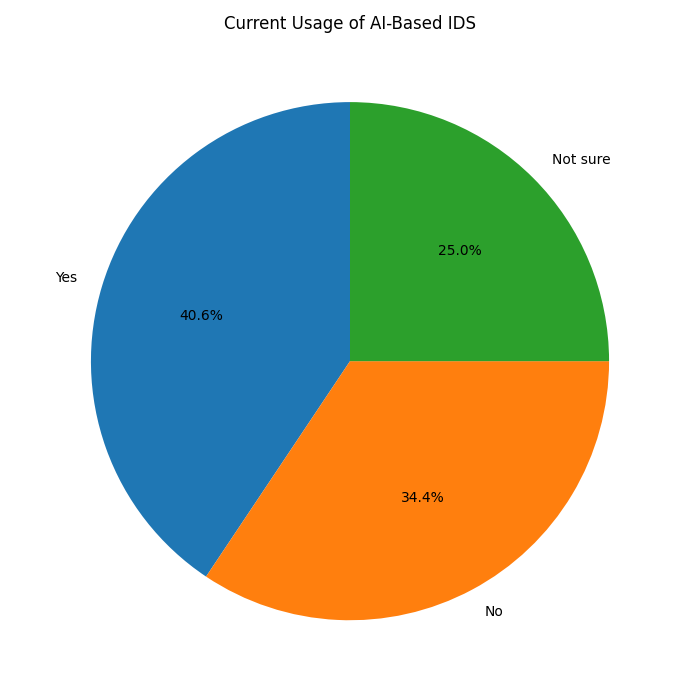 Current Usage of AI-Based IDS
Not sure
25.0%
Yes
40.6%
34.4%
No